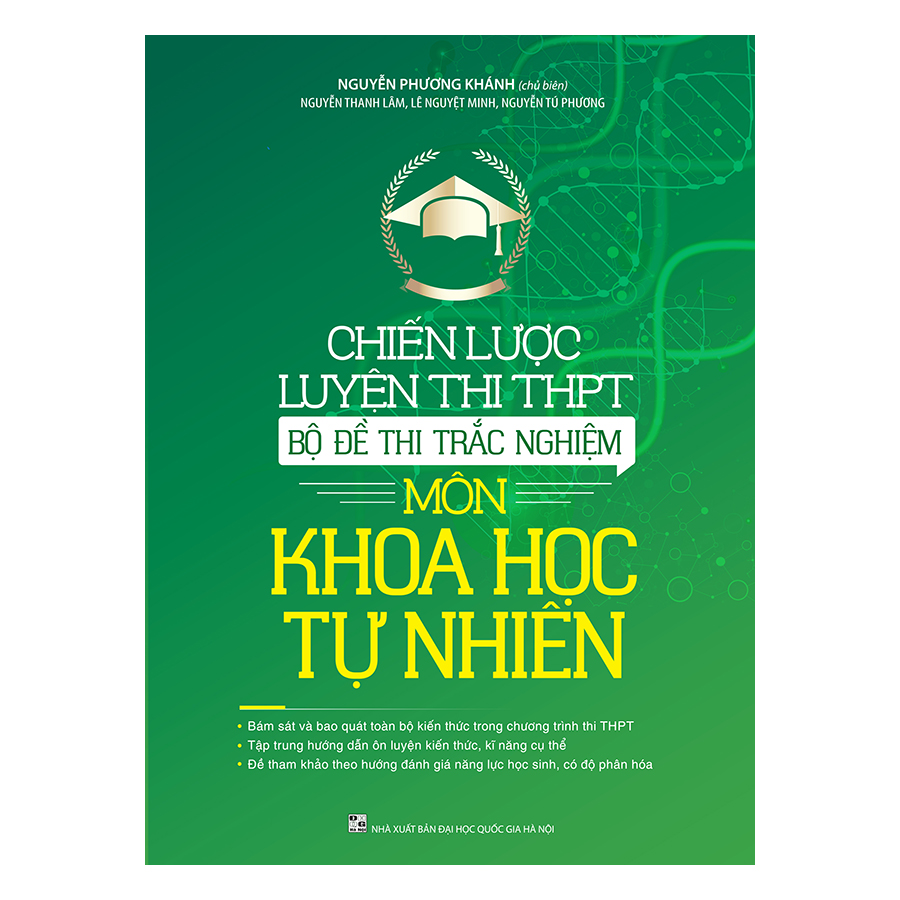 NGUYỄN PHƯƠNG KHÁNH (chủ biên)
NGUYỄN THANH LÂM, LÊ NGUYỆT MINH, NGUYỄN TÚ PHƯƠNG
CHIẾN LƯỢC
LUYỆN THI THPT
BỘ ĐỀ THI TRẮC NGHIỆM
MÔN
KHOA HỌC
TỰ NHIÊN
• Bám sát và bao quát toàn bộ kiến thức trong chương trình thi THPT
• Tập trung hướng dẫn ôn luyện kiến thức, kĩ năng cụ thể
• Đề tham khảo theo hướng đánh giá năng lực học sinh, có độ phân hóa
NHÀ XUẤT BẢN ĐẠI HỌC QUỐC GIA HÀ NỘI